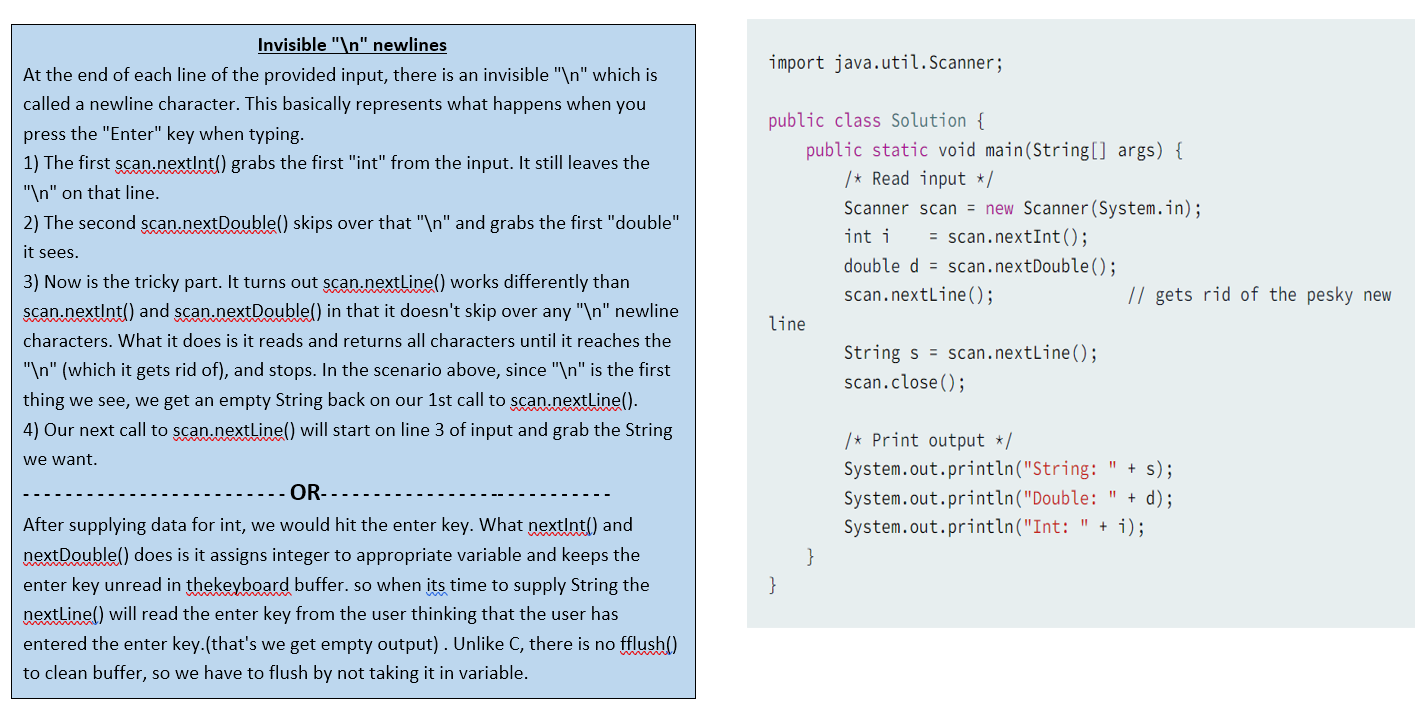 Invisible "\n" newlines
At the end of each line of the provided input, there is an invisible "\n" which is
called a newline character. This basically represents what happens when you
press the "Enter" key when typing.
1) The first scan.nextInt() grabs the first "int" from the input. It still leaves the
"\n" on that line.
2) The second scan.nextDouble() skips over that "\n" and grabs the first "double"
it sees.
3) Now is the tricky part. It turns out scan.nextLine() works differently than
scan.nextInt() and scan.nextDouble() in that it doesn't skip over any "\n" newline
characters. What it does is it reads and returns all characters until it reaches the
"\n" (which it gets rid of), and stops. In the scenario above, since "\n" is the first
thing we see, we get an empty String back on our 1st call to scan.nextLine().
4) Our next call to scan.nextLine() will start on line 3 of input and grab the String
we want.
- - - - - - - - - - - - - - - - - - - - - - - - - OR- - - - - - - - - - - - - - - - - -- - - - - - - - - - -
After supplying data for int, we would hit the enter key. What nextInt() and
nextDouble() does is it assigns integer to appropriate variable and keeps the
enter key unread in thekeyboard buffer. so when its time to supply String the
nextLine() will read the enter key from the user thinking that the user has
entered the enter key.(that's we get empty output) . Unlike C, there is no fflush()
to clean buffer, so we have to flush by not taking it in variable.
import java.util.Scanner;
public class Solution {
    public static void main(String[] args) {
        /* Read input */
        Scanner scan = new Scanner(System.in);
        int i    = scan.nextInt();
        double d = scan.nextDouble();
        scan.nextLine();              // gets rid of the pesky new
line
        String s = scan.nextLine();
        scan.close();
        /* Print output */
        System.out.println("String: " + s);
        System.out.println("Double: " + d);
        System.out.println("Int: " + i);
    }
}